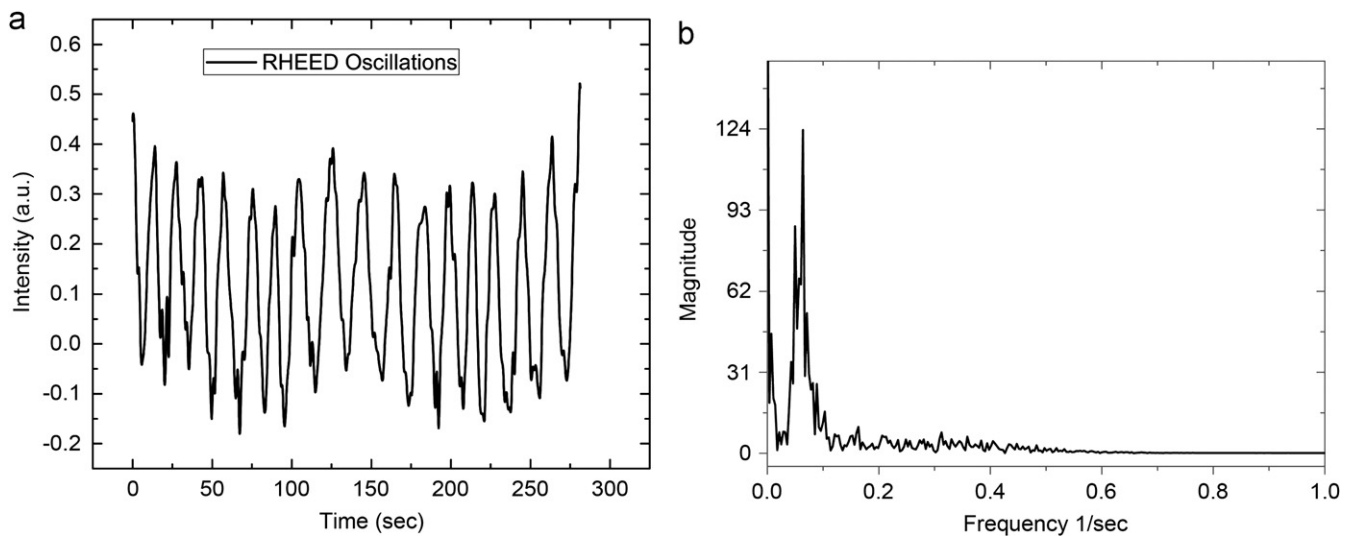 a
0.6
0.5
0.4
0.3
0.2
0.1
0.0
-0.1
-0.2
Intensity (a.u.)
RHEED Oscillations
0 50 100 150 200 250 300
Time (sec)
b
124
93
62
31
0
Magnitude
0.0 0.2 0.4 0.6 0.8 1.0
Frequency 1/sec